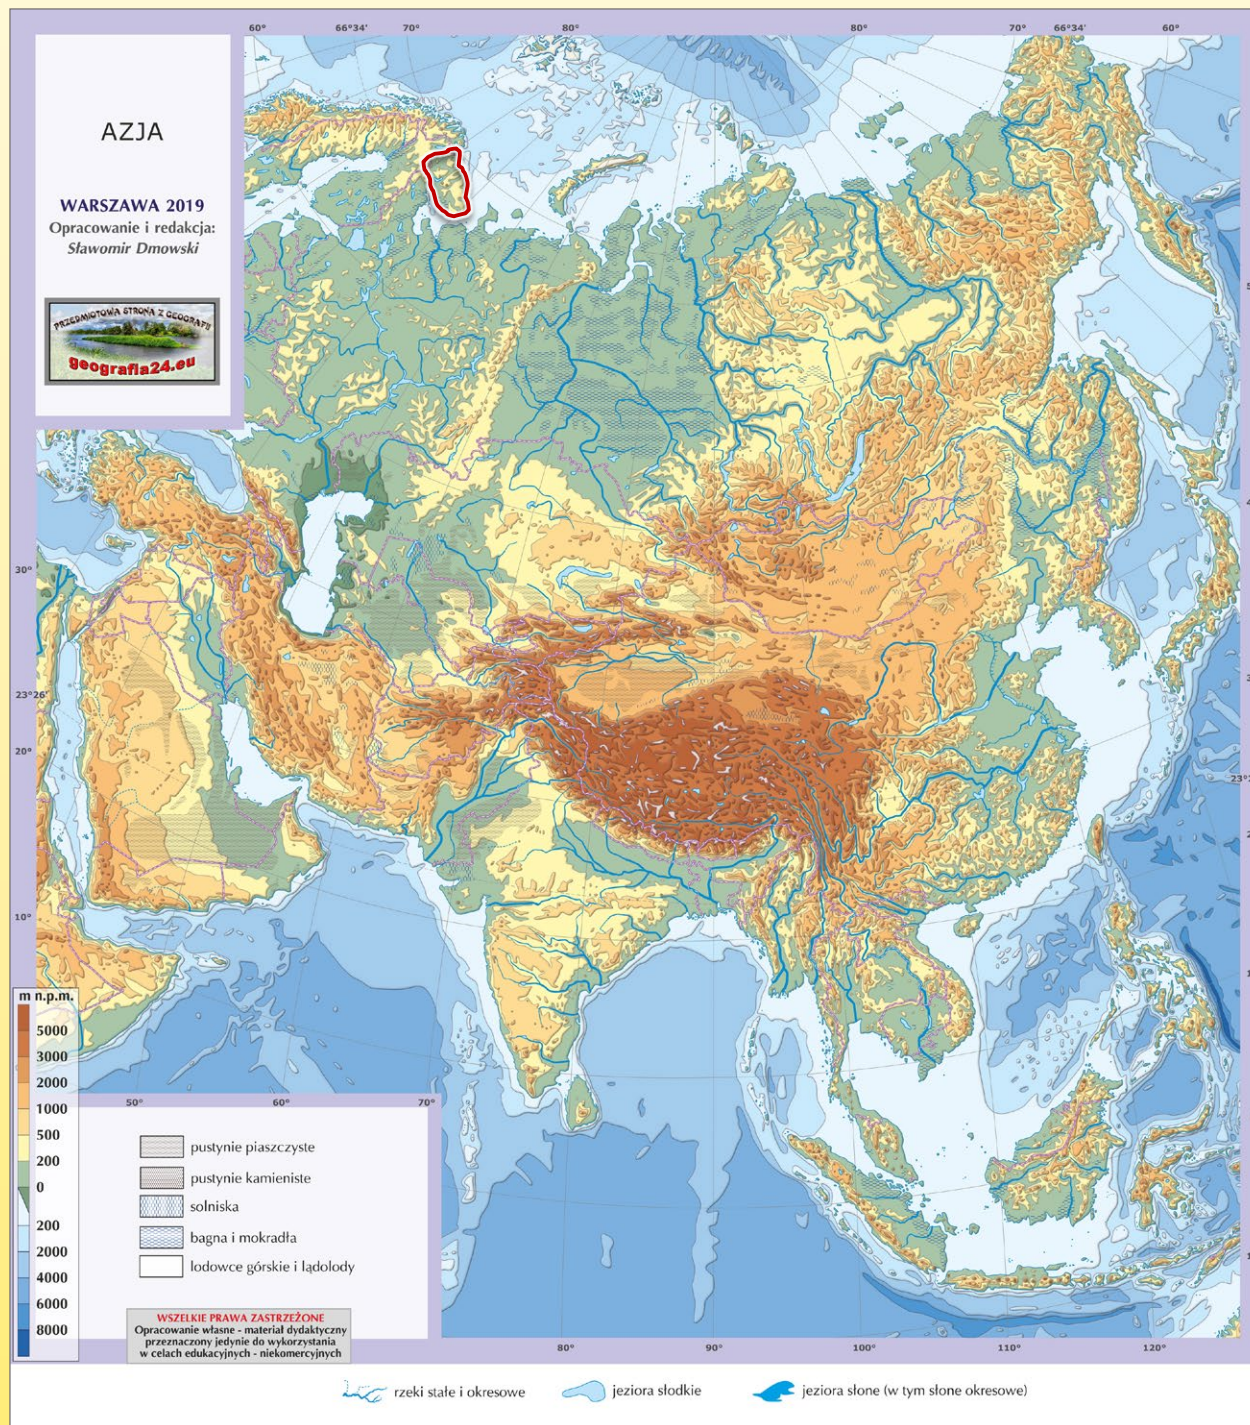 60° 66°34' 70° 80° 80° 70° 66°34' 60°
AZJA
WARSZAWA 2019
Opracowanie i redakcja:
Sławomir Dmowski
PRZEDMIOTOWA STRONA Z GEOGRAFII
geografia24.eu
30°
23°26'
20°
10°
m n.p.m.
5000
3000
2000
1000
500
200
0
200
2000
4000
6000
8000
50° 60° 70°
pustynie piaszczyste
pustynie kamieniste
solniska
bagna i mokradła
lodowce górskie i lądolody
WSZELKIE PRAWA ZASTRZEŻONE
Opracowanie własne - materiał dydaktyczny
przeznaczony jedynie do wykorzystania
w celach edukacyjnych - niekomercyjnych
80° 90° 100° 110° 120°
rzeki stałe i okresowe
jeziora słodkie
jeziora słone (w tym słone okresowe)